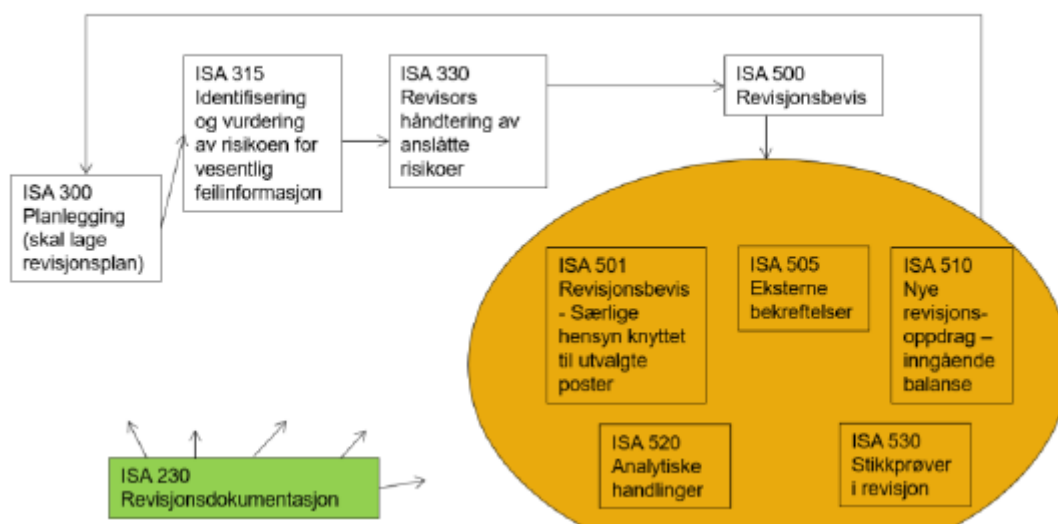 ISA 300
Planlegging
(skal lage
revisjonsplan)
ISA 315
Identifisering
og vurdering
av risikoen for
vesentlig
feilinformasjon
ISA 330
Revisors
håndtering av
anslåtte
risikoer
ISA 500
Revisjonsbevis
ISA 501
Revisjonsbevis
- Særlige
hensyn knyttet
til utvalgte
poster
ISA 505
Eksterne
bekreftelser
ISA 510
Nye
revisjons-
oppdrag –
inngående
balanse
ISA 520
Analytiske
handlinger
ISA 530
Stikkprøver
i revisjon
ISA 230
Revisjonsdokumentasjon